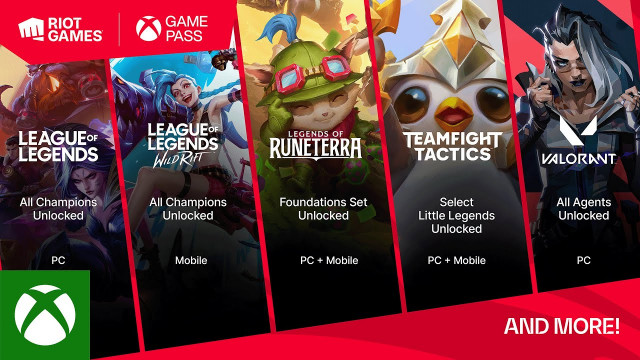 RIOT
GAMES
GAME
PASS
LEAGUE OF
LEGENDS
All Champions
Unlocked
PC
LEAGUE OF
LEGENDS
WILD RIFT
All Champions
Unlocked
Mobile
LEGENDS OF
RUNETERRA
Foundations Set
Unlocked
PC + Mobile
TEAMFIGHT
TACTICS
Select
Little Legends
Unlocked
PC + Mobile
VALORANT
All Agents
Unlocked
PC
AND MORE!